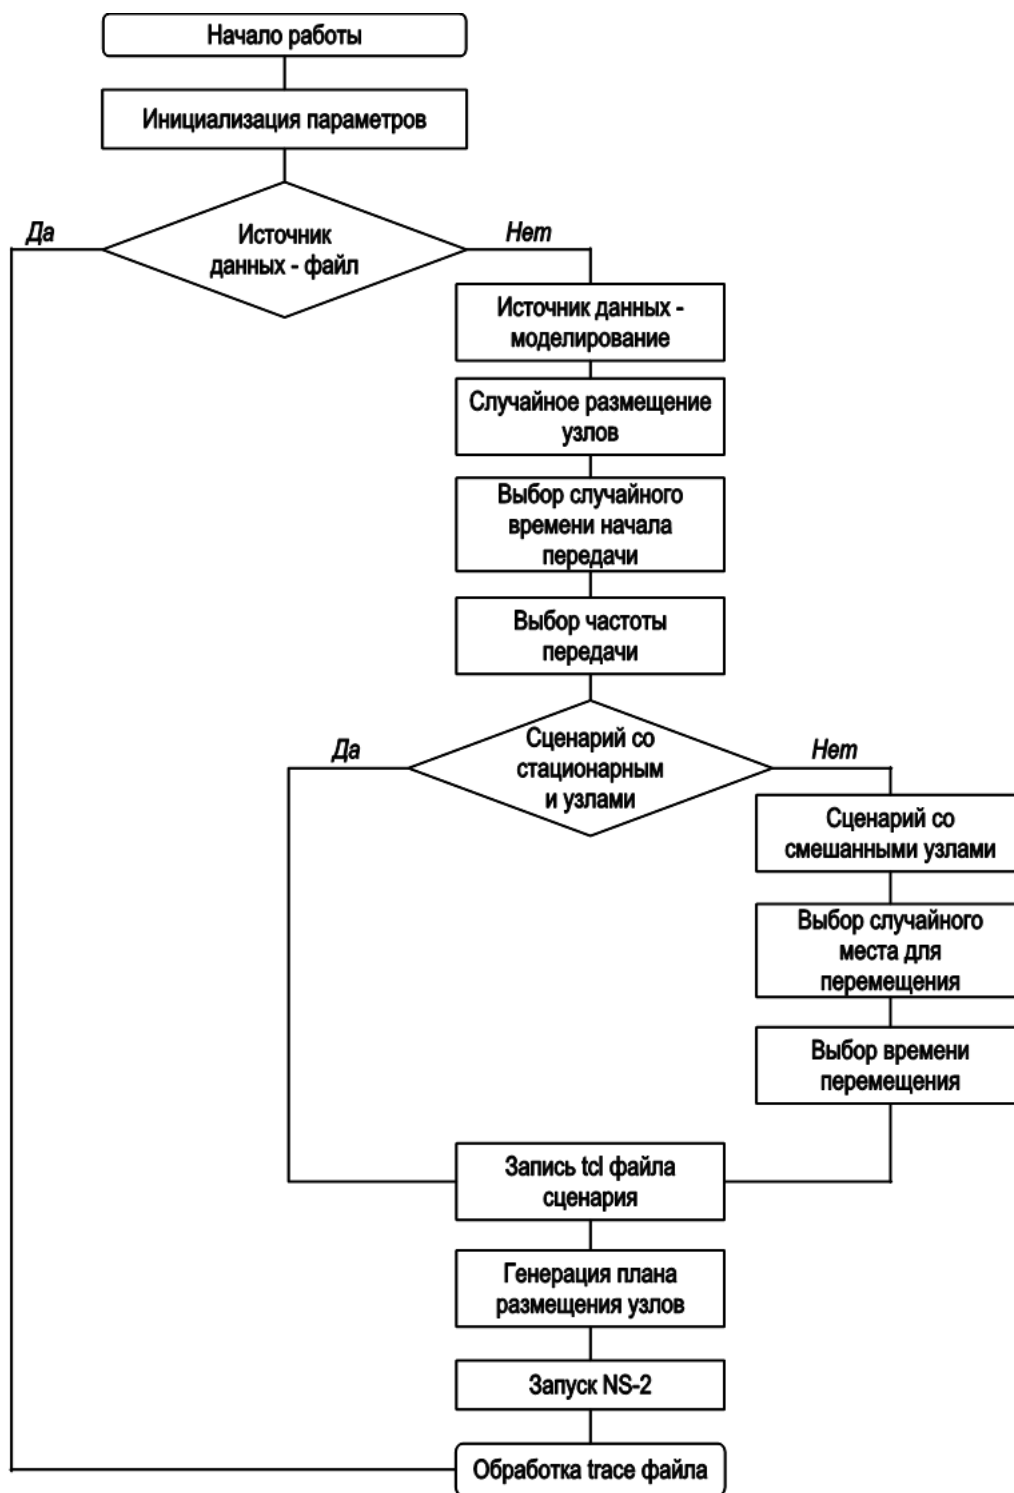 Начало работы
Инициализация параметров
Да
Источник
данных - файл
Нет
Источник данных -
моделирование
Случайное размещение
узлов
Выбор случайного
времени начала
передачи
Выбор частоты
передачи
Да
Сценарий со
стационарным
и узлами
Нет
Сценарий со
смешанными узлами
Выбор случайного
места для
перемещения
Выбор времени
перемещения
Запись tcl файла
сценария
Генерация плана
размещения узлов
Запуск NS-2
Обработка trace файла